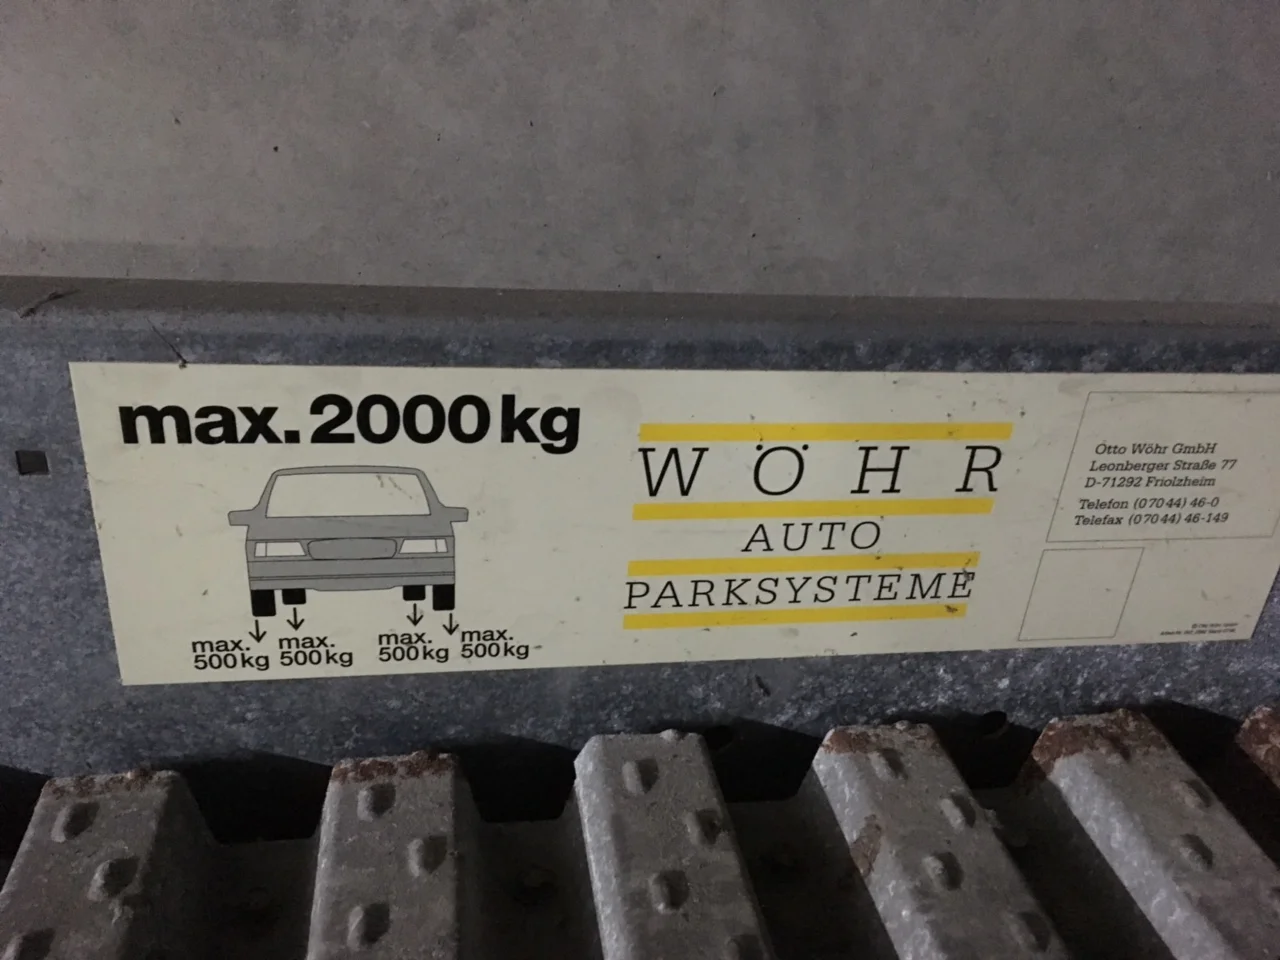 max. 2000 kg
max. 500 kg
max. 500 kg
max. 500 kg
max. 500 kg
WÖHR
AUTO
PARKSYSTEME
Otto Wöhr GmbH
Leonberger Straße 77
D-71292 Friolzheim
Telefon (07044) 46-0
Telefax (07044) 46-149